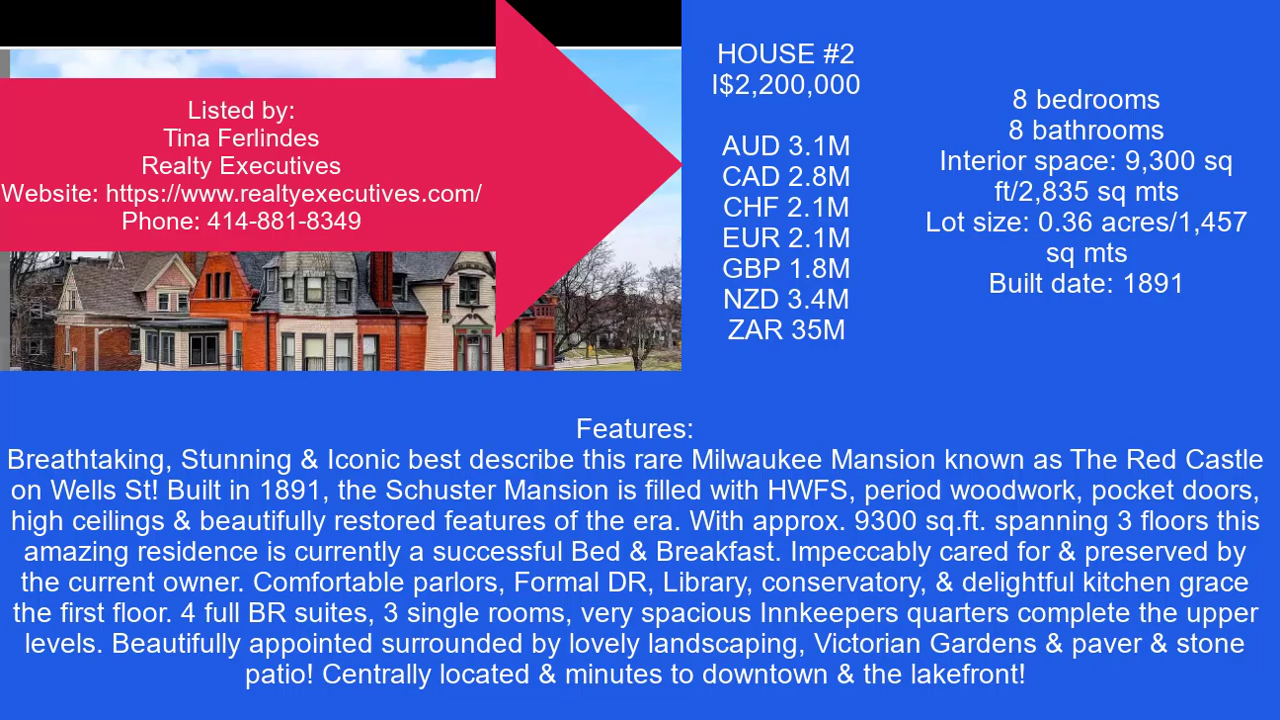 Listed by:
Tina Ferlindes
Realty Executives
Website: https://www.realtyexecutives.com/
Phone: 414-881-8349
HOUSE #2
I$2,200,000
AUD 3.1M
CAD 2.8M
CHF 2.1M
EUR 2.1M
GBP 1.8M
NZD 3.4M
ZAR 35M
8 bedrooms
8 bathrooms
Interior space: 9,300 sq
ft/2,835 sq mts
Lot size: 0.36 acres/1,457
sq mts
Built date: 1891
Features:
Breathtaking, Stunning & Iconic best describe this rare Milwaukee Mansion known as The Red Castle
on Wells St! Built in 1891, the Schuster Mansion is filled with HWFS, period woodwork, pocket doors,
high ceilings & beautifully restored features of the era. With approx. 9300 sq.ft. spanning 3 floors this
amazing residence is currently a successful Bed & Breakfast. Impeccably cared for & preserved by
the current owner. Comfortable parlors, Formal DR, Library, conservatory, & delightful kitchen grace
the first floor. 4 full BR suites, 3 single rooms, very spacious Innkeepers quarters complete the upper
levels. Beautifully appointed surrounded by lovely landscaping, Victorian Gardens & paver & stone
patio! Centrally located & minutes to downtown & the lakefront!